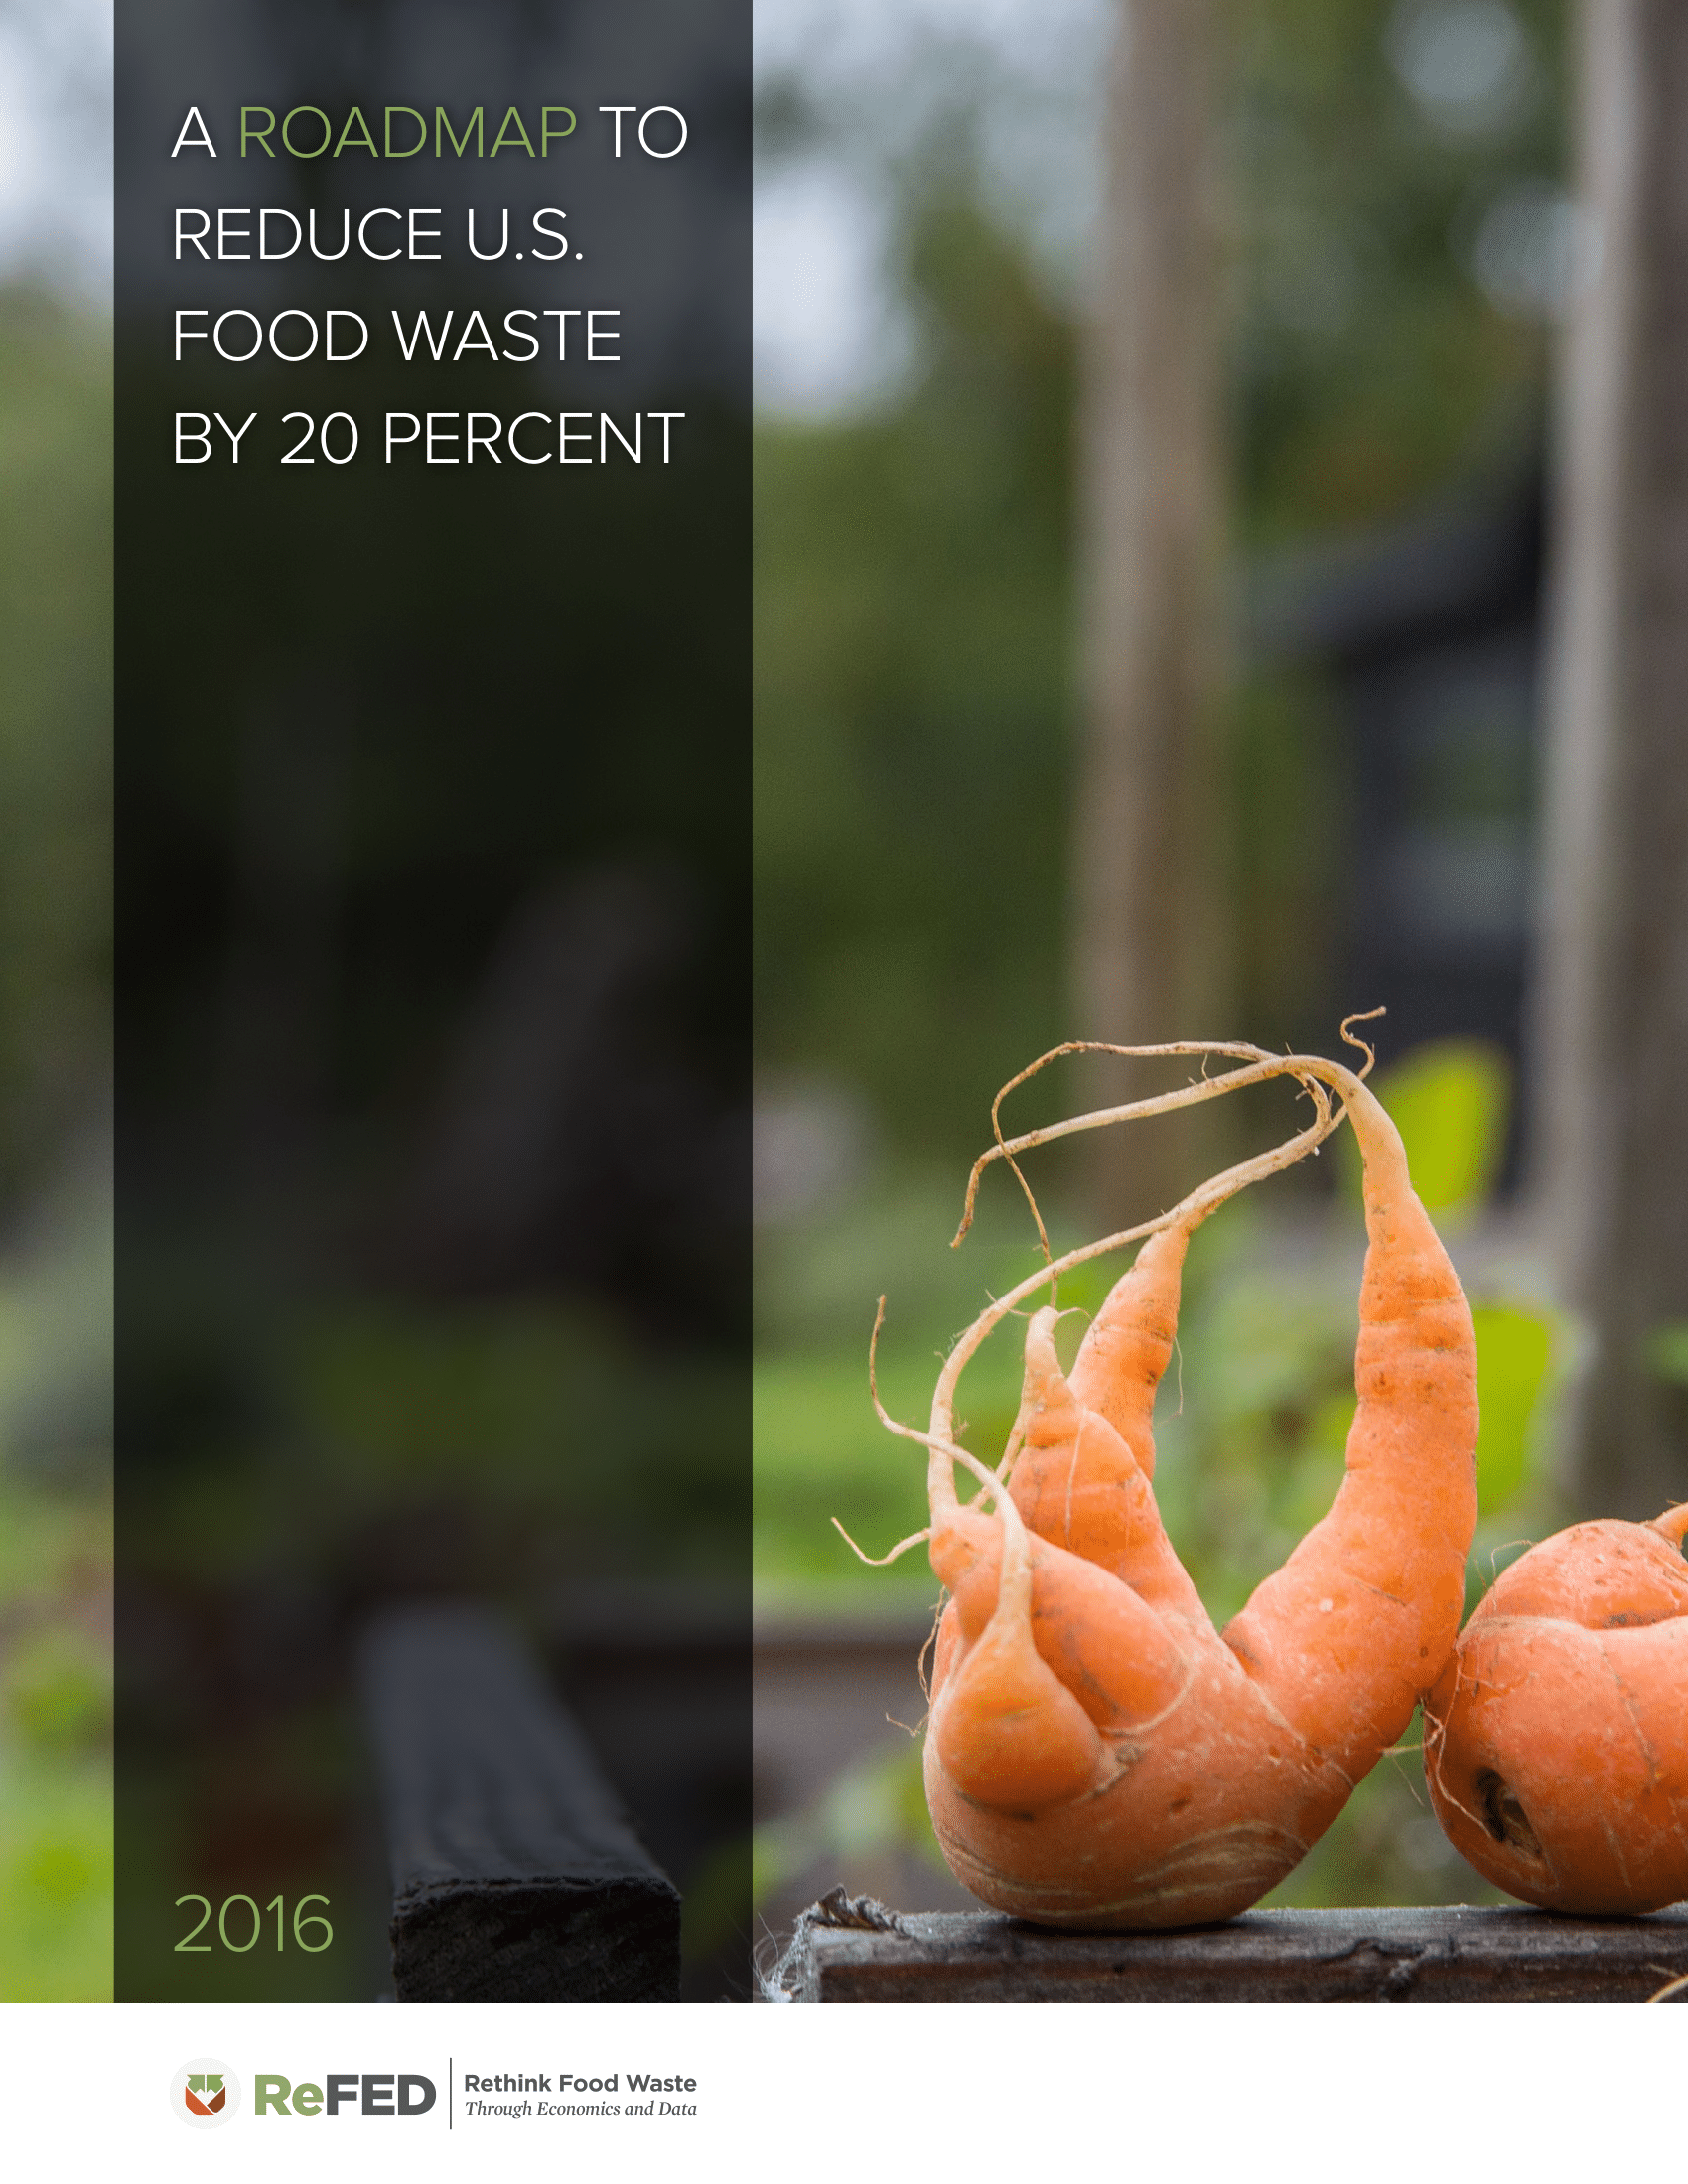 A ROADMAP TO
REDUCE U.S.
FOOD WASTE
BY 20 PERCENT
2016
ReFED
Rethink Food Waste
Through Economics and Data